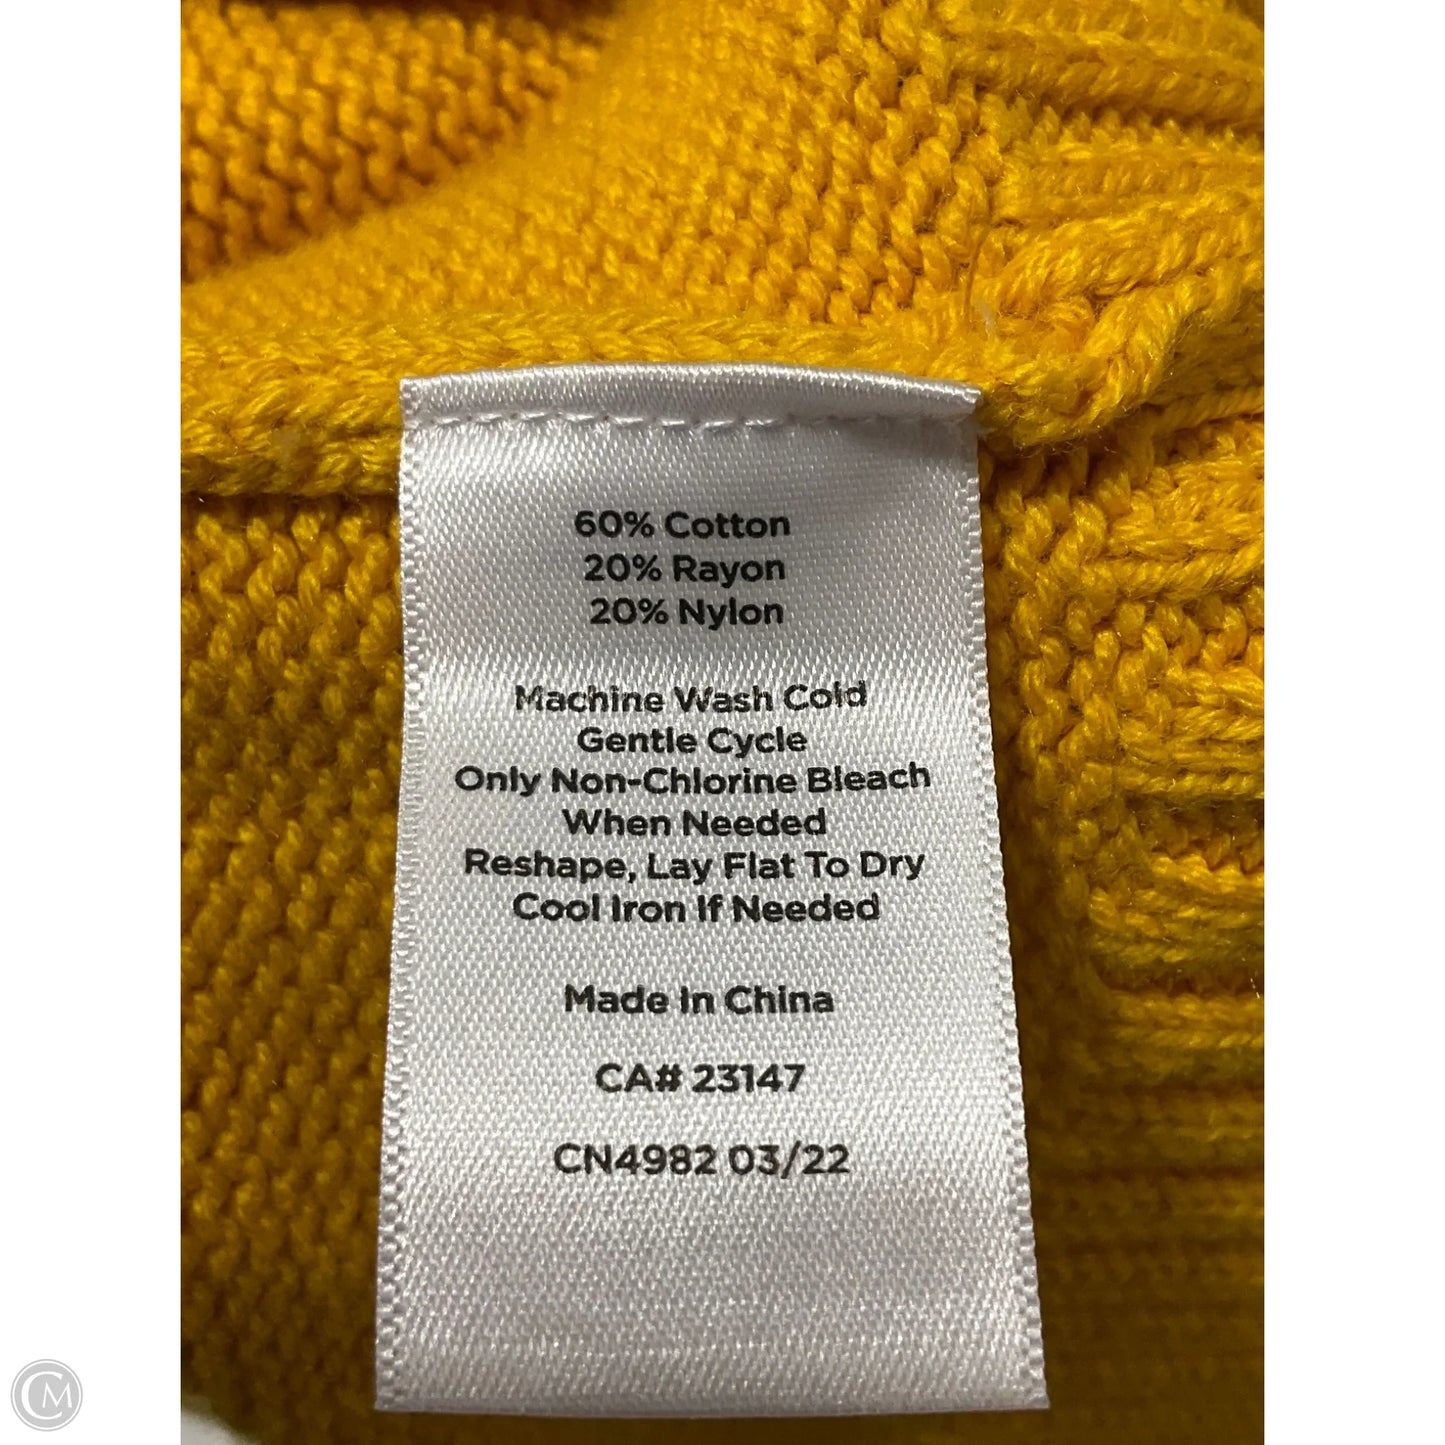 60% Cotton
20% Rayon
20% Nylon
Machine Wash Cold
Gentle Cycle
Only Non-Chlorine Bleach
When Needed
Reshape, Lay Flat To Dry
Cool Iron If Needed
Made In China
CA# 23147
CN4982 03/22
CM